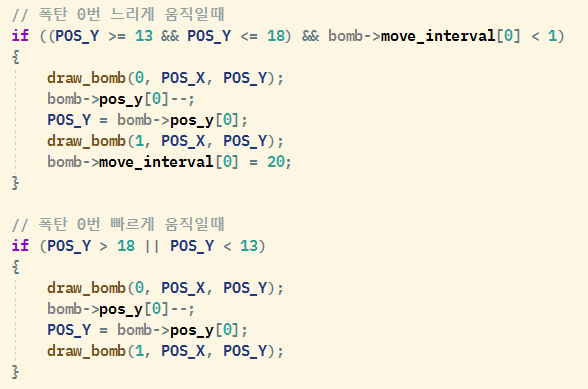 // 폭탄 0번 느리게 움직일때
if ((POS_Y >= 13 && POS_Y <= 18) && bomb->move_interval[0] < 1)
{
    draw_bomb(0, POS_X, POS_Y);
    bomb->pos_y[0]--;
    POS_Y = bomb->pos_y[0];
    draw_bomb(1, POS_X, POS_Y);
    bomb->move_interval[0] = 20;
}

// 폭탄 0번 빠르게 움직일때
if (POS_Y > 18 || POS_Y < 13)
{
    draw_bomb(0, POS_X, POS_Y);
    bomb->pos_y[0]--;
    POS_Y = bomb->pos_y[0];
    draw_bomb(1, POS_X, POS_Y);
}